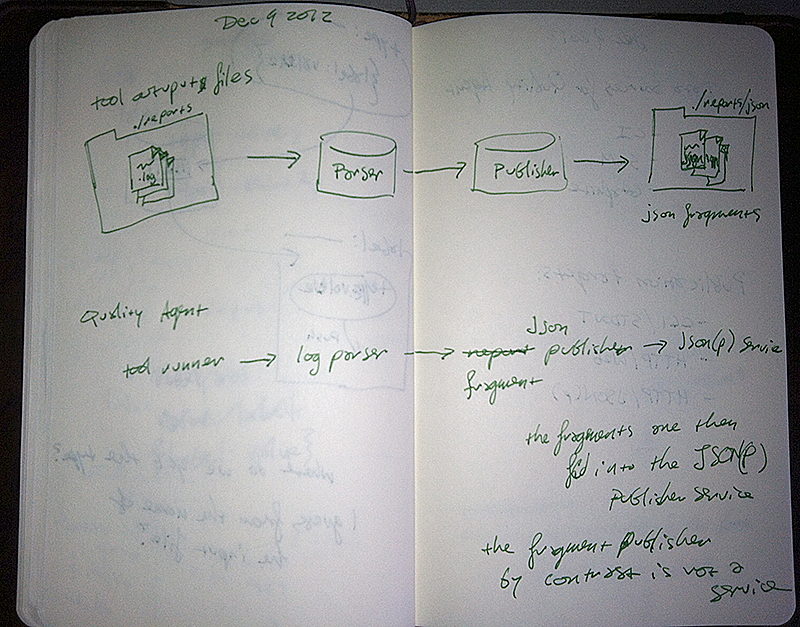 Dec 9 2012
tool outputs files
./reports
.log
Parser
Publisher
./reports/json
json
json fragments
Quality Agent
tool runner
log parser
report
Json
fragment
publisher
Json(p) service
the fragments are then
fed into the JSON(P)
Publisher service
the fragment Publisher
by contrast is not a
service